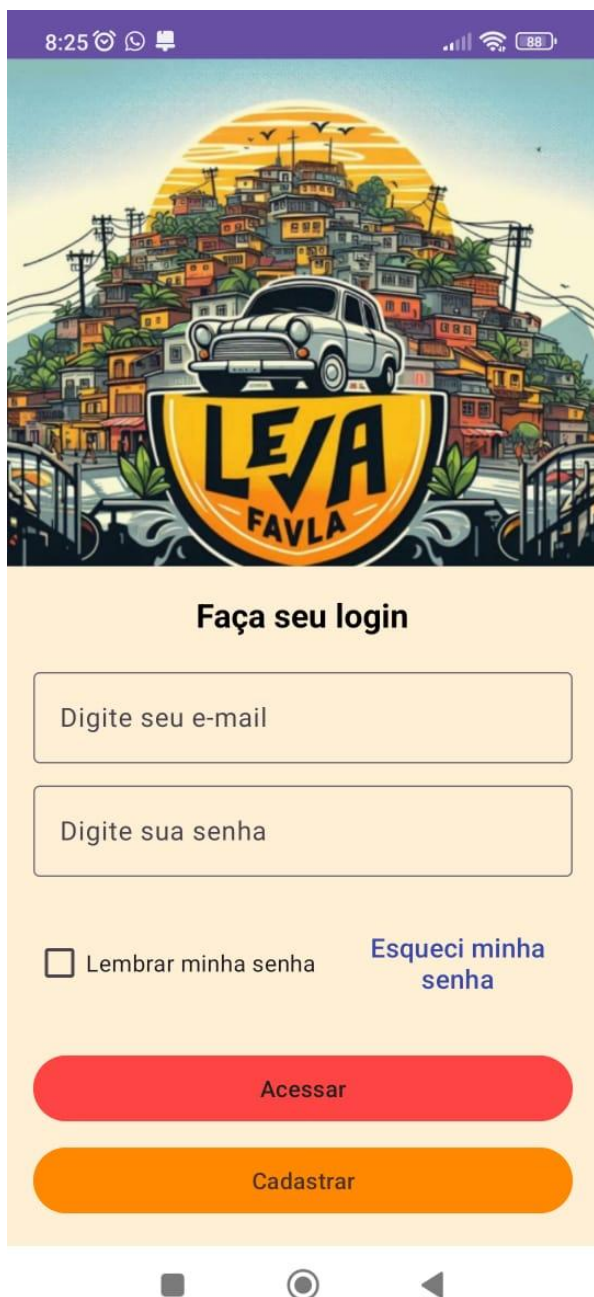 8:25
88
LEVA
FAVLA
Faça seu login
Digite seu e-mail
Digite sua senha
Lembrar minha senha
Esqueci minha
senha
Acessar
Cadastrar